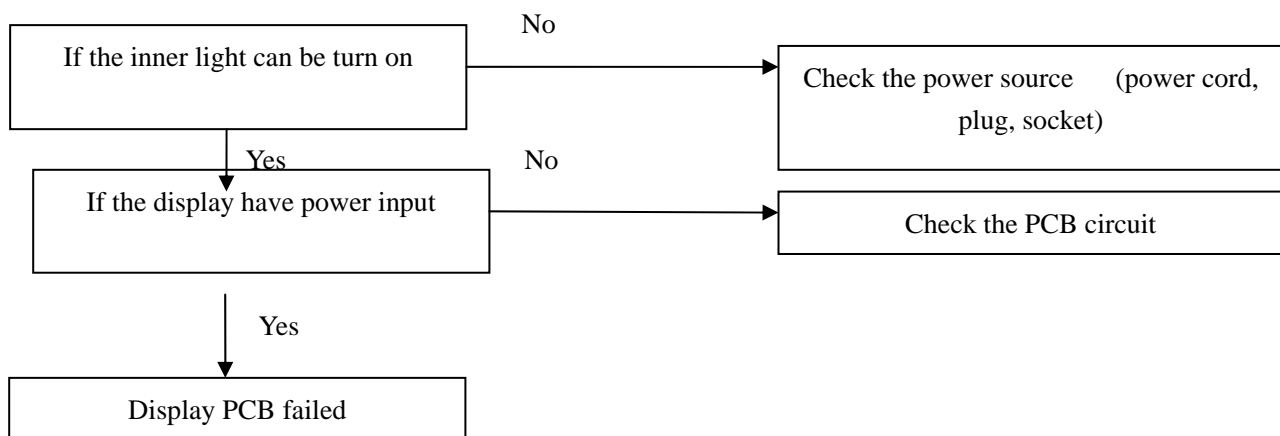 No
If the inner light can be turn on
Check the power source (power cord,
plug, socket)
Yes
No
If the display have power input
Check the PCB circuit
Yes
Display PCB failed